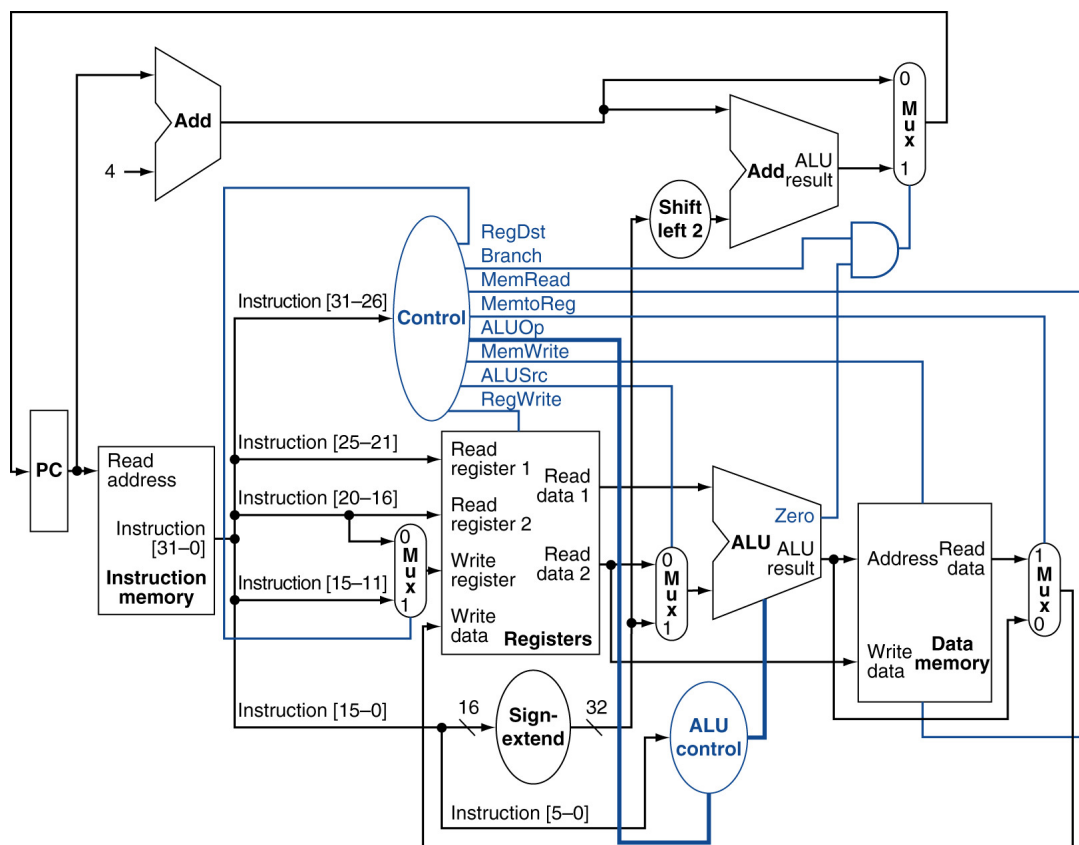 0
Mux
1
Add
4
Add ALU result
Shift left 2
RegDst
Branch
MemRead
MemtoReg
ALUOp
MemWrite
ALUSrc
RegWrite
Control
Instruction [31–26]
Instruction [25–21]
Instruction [20–16]
Instruction [15–11]
Instruction [15–0]
Instruction [5–0]
PC
Read
address
Instruction
[31–0]
Instruction
memory
0
Mux
1
Read
register 1
Read
register 2
Write
register
Write
data
Read
data 1
Read
data 2
Registers
0
Mux
1
Zero
ALU
ALU
result
Address
Read
data
Write
data
Data
memory
1
Mux
0
16
Sign-
extend
32
ALU
control